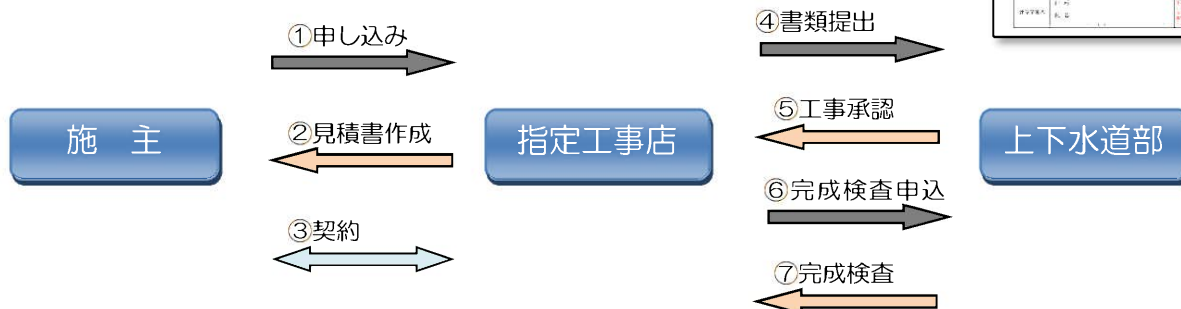 ①申し込み
②見積書作成
③契約
施　主
指定工事店
④書類提出
⑤工事承認
⑥完成検査申込
⑦完成検査
上下水道部